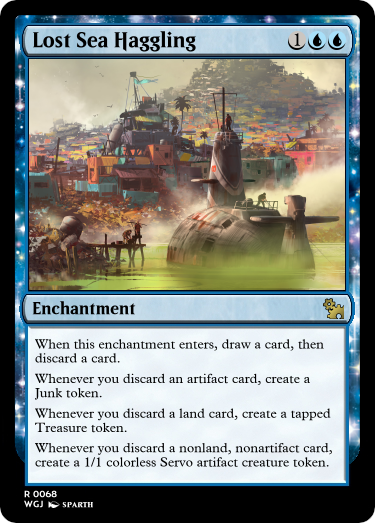 Lost Sea Haggling 1
Enchantment
When this enchantment enters, draw a card, then
discard a card.
Whenever you discard an artifact card, create a
Junk token.
Whenever you discard a land card, create a tapped
Treasure token.
Whenever you discard a nonland, nonartifact card,
create a 1/1 colorless Servo artifact creature token.
R 0068
WGJ SPARTH